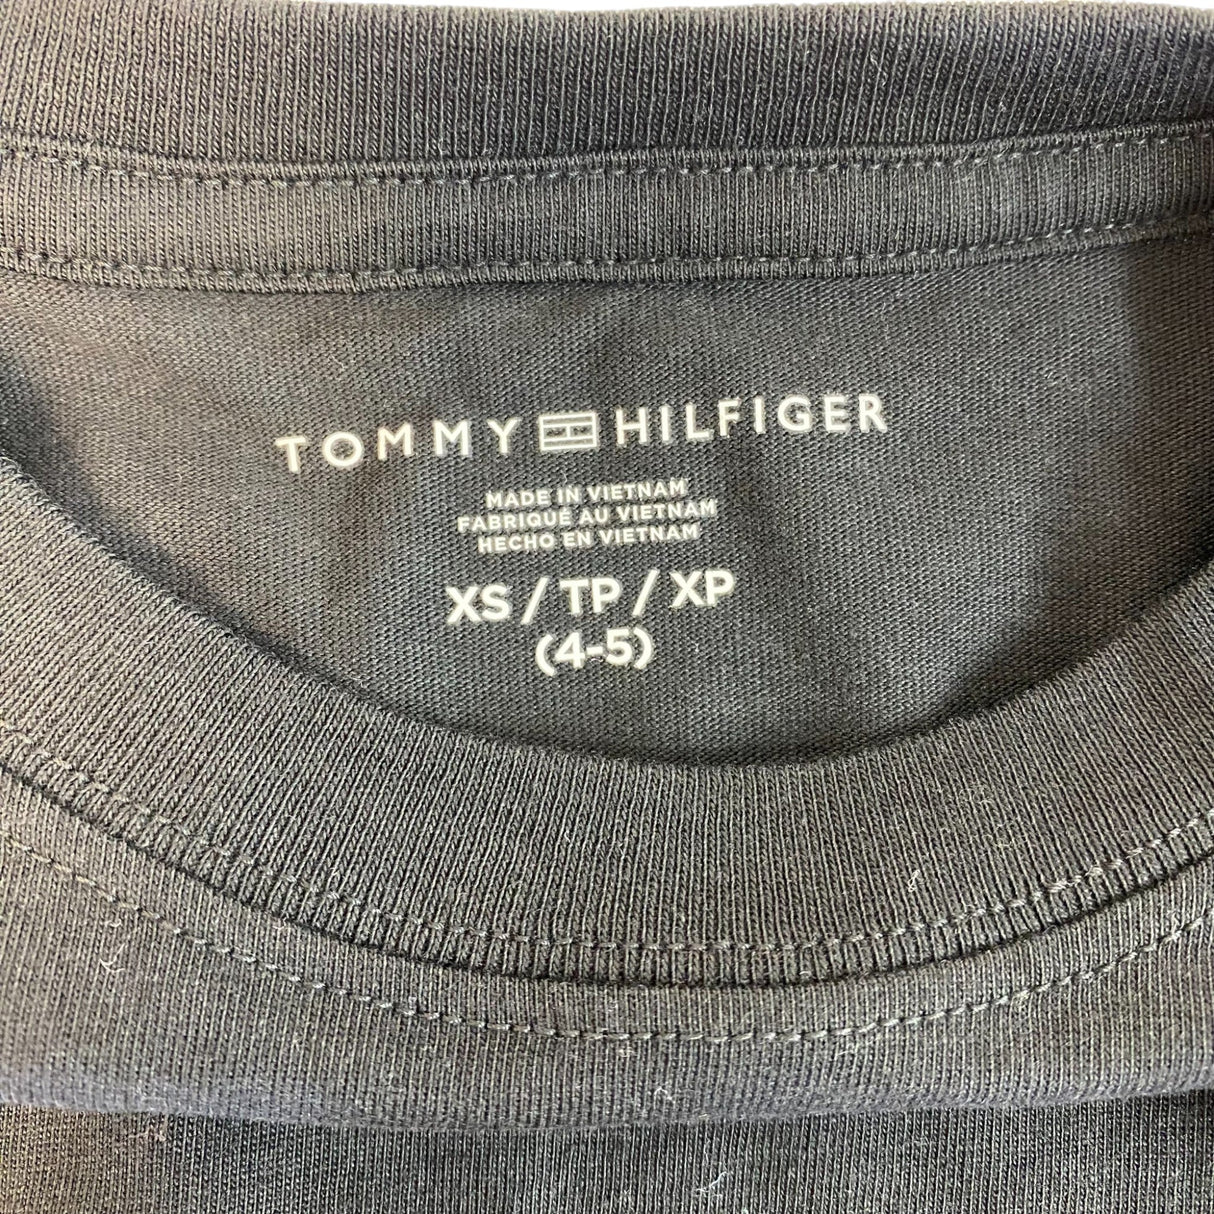 TOMMY HILFIGER
MADE IN VIETNAM
FABRIQUÉ AU VIETNAM
HECHO EN VIETNAM
XS / TP / XP
(4-5)